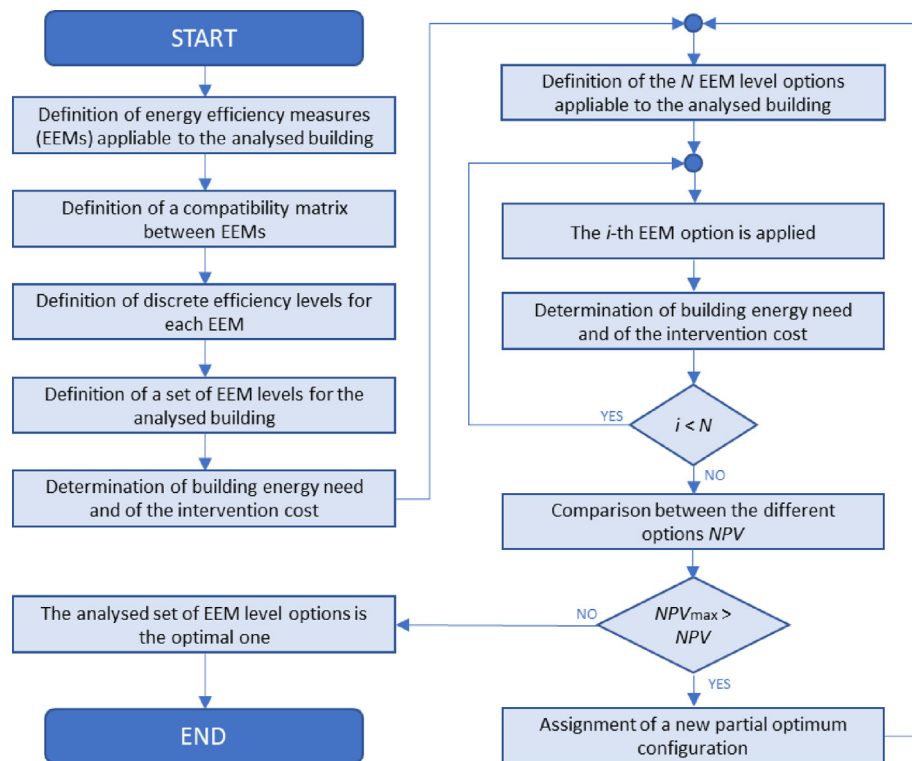 START
Definition of energy efficiency measures
(EEMs) appliable to the analysed building
Definition of a compatibility matrix
between EEMs
Definition of discrete efficiency levels for
each EEM
Definition of a set of EEM levels for the
analysed building
Determination of building energy need
and of the intervention cost
Definition of the N EEM level options
appliable to the analysed building
The i-th EEM option is applied
Determination of building energy need
and of the intervention cost
YES
i < N
NO
Comparison between the different
options NPV
NPVmax >
NPV
NO
YES
The analysed set of EEM level options is
the optimal one
END
Assignment of a new partial optimum
configuration